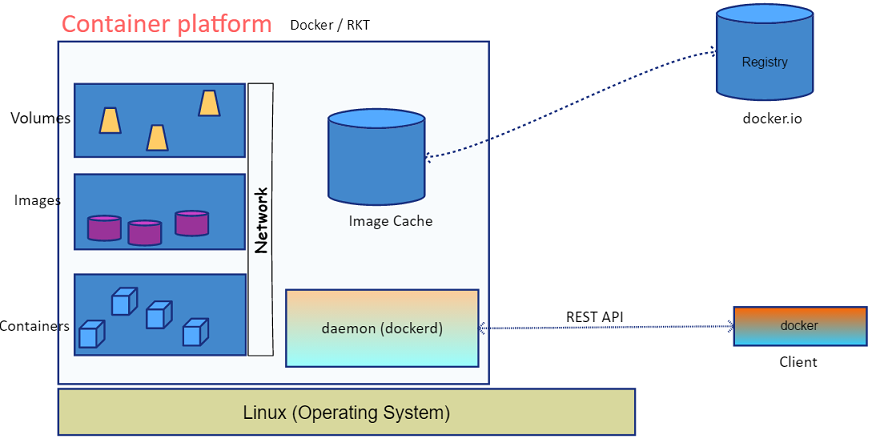 Container platform
Docker / RKT
Registry
docker.io
Volumes
Images
Network
Image Cache
Containers
daemon (dockerd)
REST API
docker
Client
Linux (Operating System)